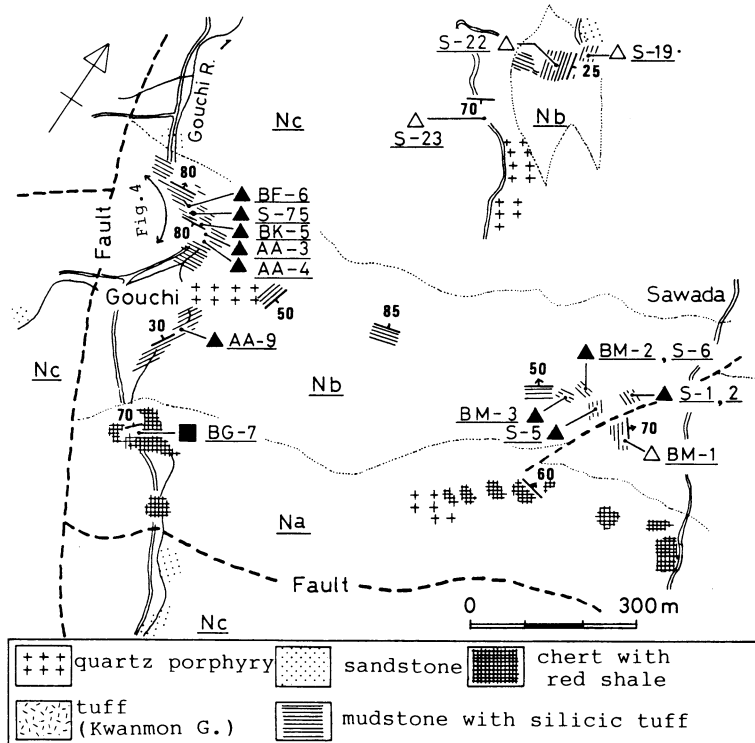 S-22
S-19
25
Gouchi R.
Nc
70
S-23
Nb
80
BF-6
S-75
BK-5
80
AA-3
AA-4
Fig.4
Fault
Gouchi
50
Sawada
85
30
AA-9
Nc
Nb
50
BM-2, S-6
S-1, 2
BM-3
S-5
70
BM-1
70
BG-7
60
Na
Fault
0 300m
Nc
quartz porphyry
sandstone
chert with
red shale
tuff
(Kwanmon G.)
mudstone with silicic tuff